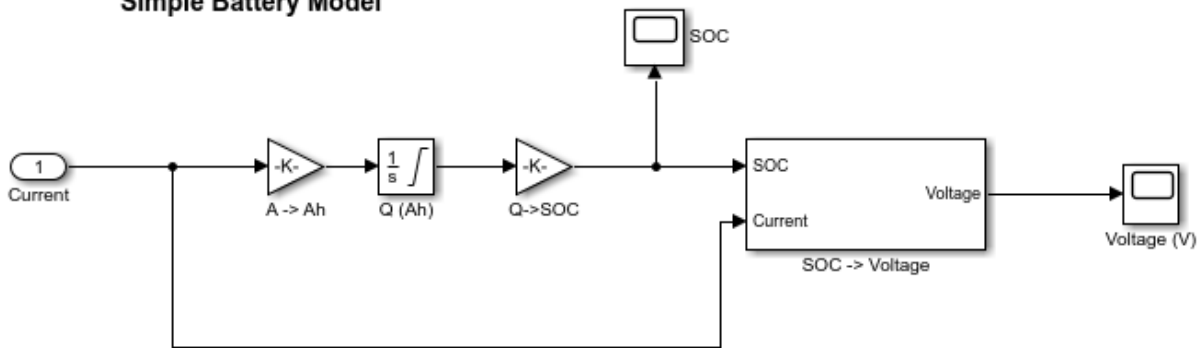 Simple Battery Model
SOC
1
Current
-K-
A -> Ah
1
s
Q (Ah)
-K-
Q->SOC
SOC
Current
Voltage
SOC -> Voltage
Voltage (V)